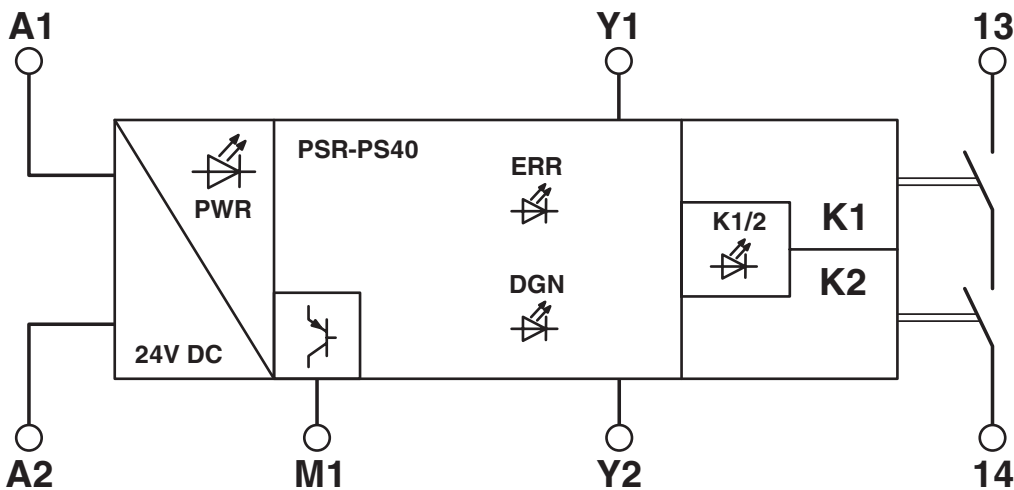 A1
Y1
13
PSR-PS40
ERR
PWR
K1/2
K1
K2
DGN
24V DC
A2
M1
Y2
14